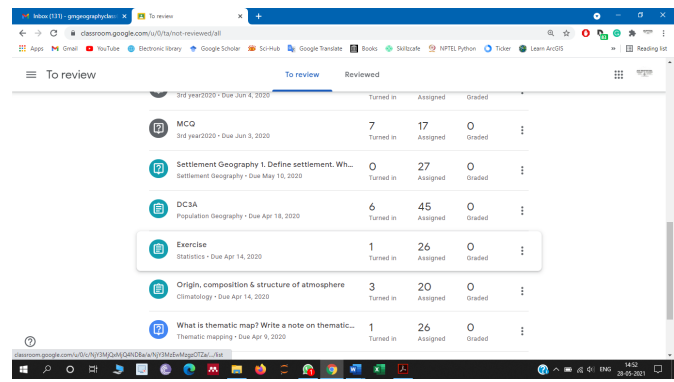 Inbox (131) - gmgeographyclass
To review
classroom.google.com/u/0/ta/not-reviewed/all
Apps Gmail YouTube Electronic library Google Scholar Sci-Hub Google Translate Books Skillzcafe NPTEL Python Ticker Learn ArcGIS » Reading list
To review To review Reviewed
3rd year2020 • Due Jun 4, 2020 Turned in Assigned Graded
MCQ 7 17 0
3rd year2020 • Due Jun 3, 2020 Turned in Assigned Graded
Settlement Geography 1. Define settlement. Wh... 0 27 0
Settlement Geography • Due May 10, 2020 Turned in Assigned Graded
DC3A 6 45 0
Population Geography • Due Apr 18, 2020 Turned in Assigned Graded
Exercise 1 26 0
Statistics • Due Apr 14, 2020 Turned in Assigned Graded
Origin, composition & structure of atmosphere 3 20 0
Climatology • Due Apr 14, 2020 Turned in Assigned Graded
What is thematic map? Write a note on thematic... 1 26 0
Thematic mapping • Due Apr 9, 2020 Turned in Assigned Graded
ENG 14:52
28-05-2021